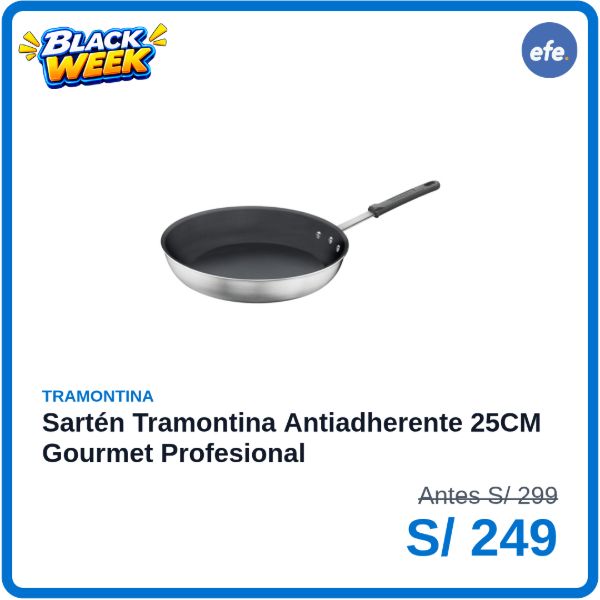 BLACK
WEEK
efe.
TRAMONTINA
Sartén Tramontina Antiadherente 25CM
Gourmet Profesional
Antes S/ 299
S/ 249